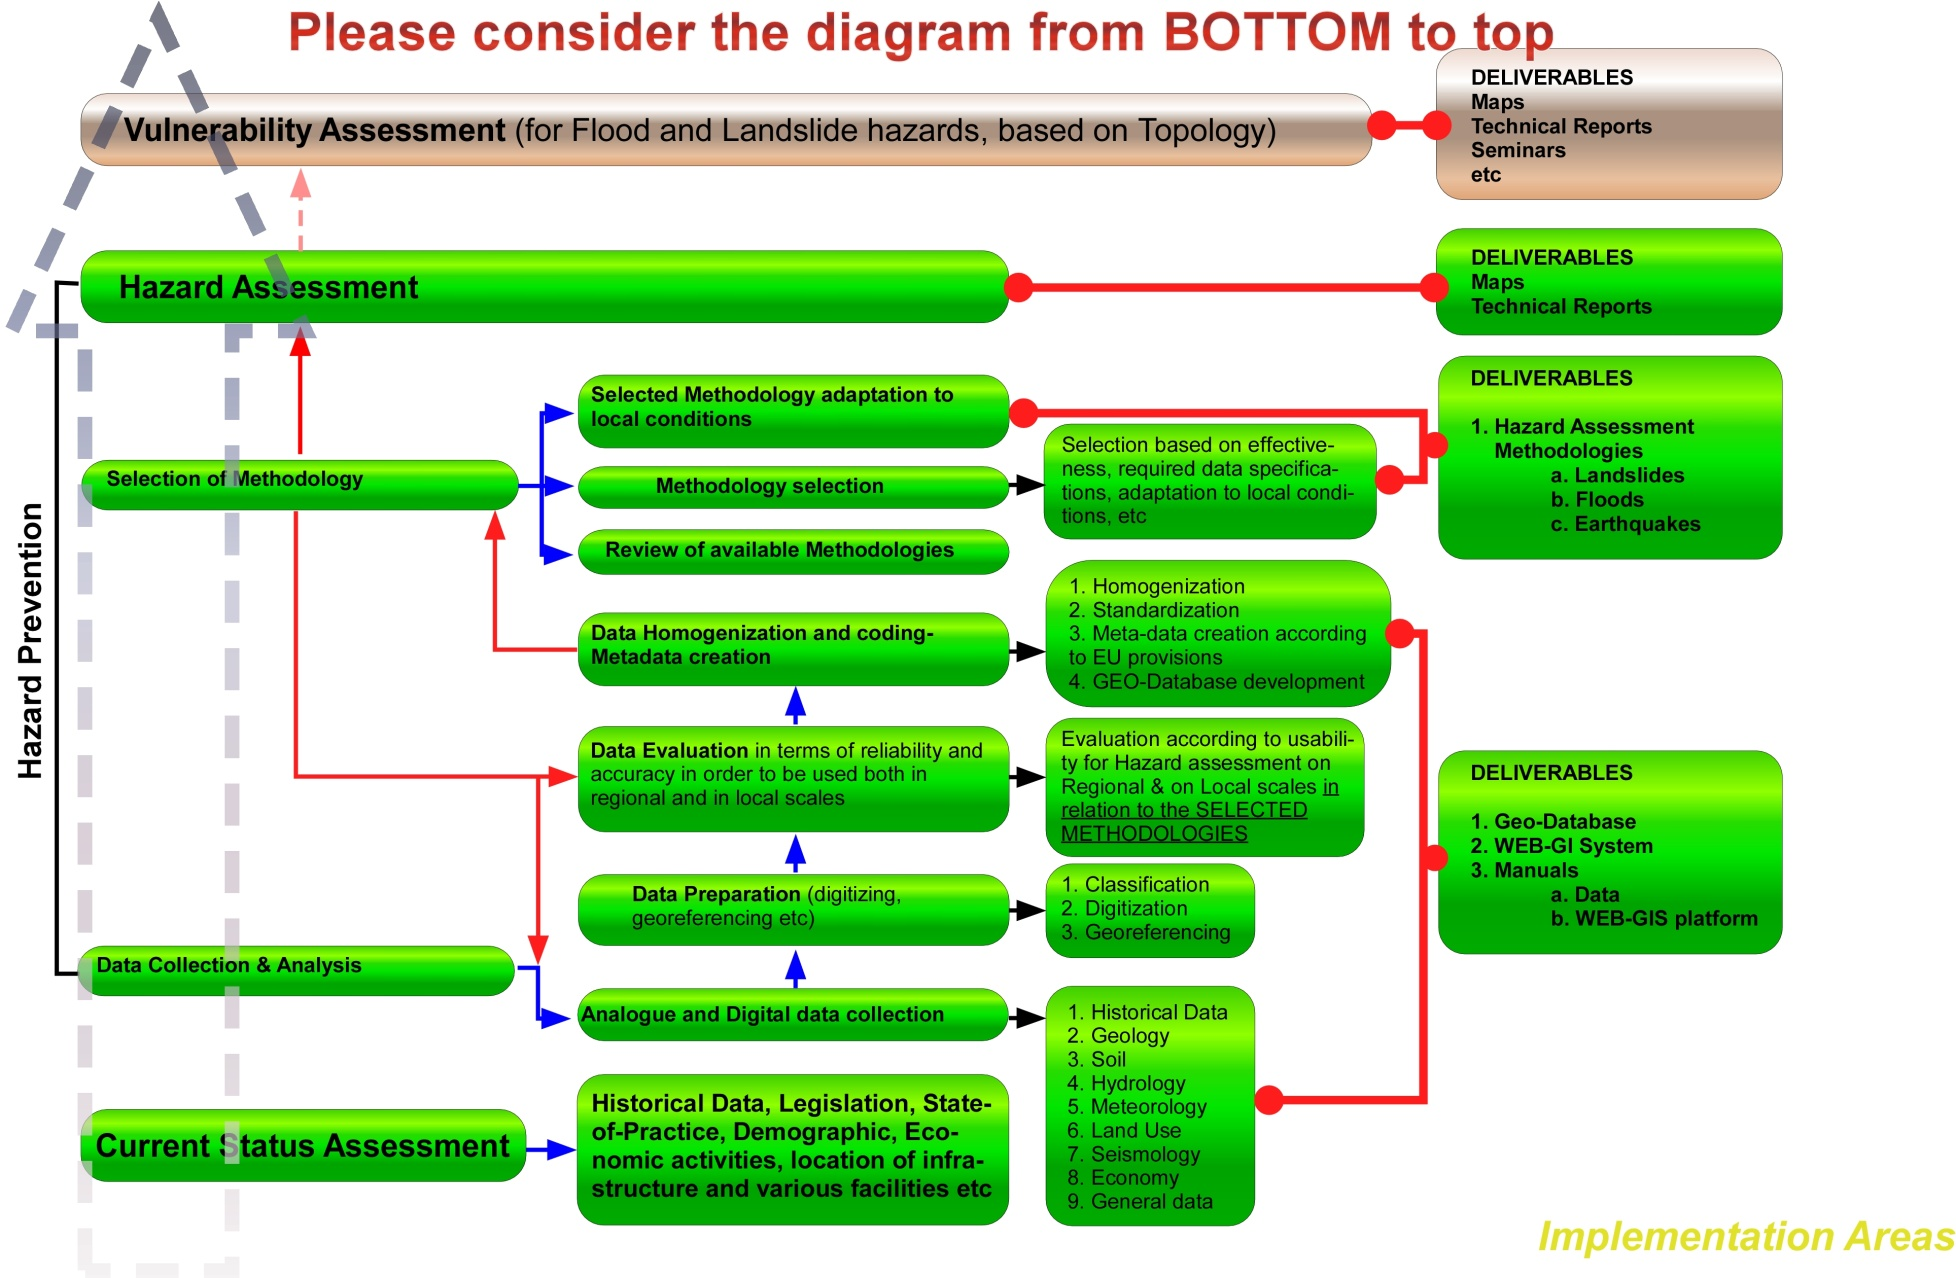 Please consider the diagram from BOTTOM to top
Vulnerability Assessment (for Flood and Landslide hazards, based on Topology)
DELIVERABLES
Maps
Technical Reports
Seminars
etc
Hazard Assessment
DELIVERABLES
Maps
Technical Reports
Hazard Prevention
Selection of Methodology
Selected Methodology adaptation to
local conditions
Methodology selection
Review of available Methodologies
Selection based on effective-
ness, required data specifica-
tions, adaptation to local condi-
tions, etc
DELIVERABLES
1. Hazard Assessment
Methodologies
a. Landslides
b. Floods
c. Earthquakes
Data Homogenization and coding-
Metadata creation
1. Homogenization
2. Standardization
3. Meta-data creation according
to EU provisions
4. GEO-Database development
Data Evaluation in terms of reliability and
accuracy in order to be used both in
regional and in local scales
Evaluation according to usabili-
ty for Hazard assessment on
Regional & on Local scales in
relation to the SELECTED
METHODOLOGIES
DELIVERABLES
1. Geo-Database
2. WEB-GI System
3. Manuals
a. Data
b. WEB-GIS platform
Data Preparation (digitizing,
georeferencing etc)
1. Classification
2. Digitization
3. Georeferencing
Data Collection & Analysis
Analogue and Digital data collection
1. Historical Data
2. Geology
3. Soil
4. Hydrology
5. Meteorology
6. Land Use
7. Seismology
8. Economy
9. General data
Current Status Assessment
Historical Data, Legislation, State-
of-Practice, Demographic, Eco-
nomic activities, location of infra-
structure and various facilities etc
Implementation Areas